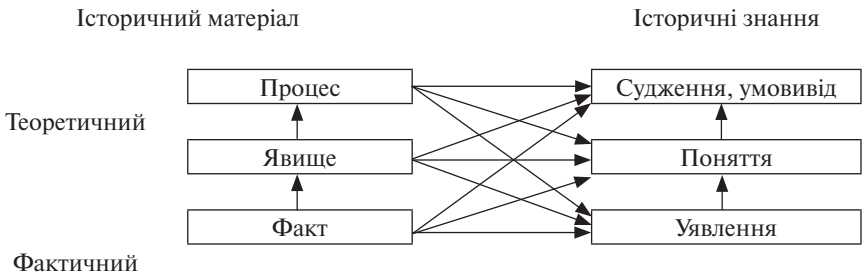 Історичний матеріал Історичні знання
Процес Судження, умовивід
Теоретичний
Явище Поняття
Факт Уявлення
Фактичний